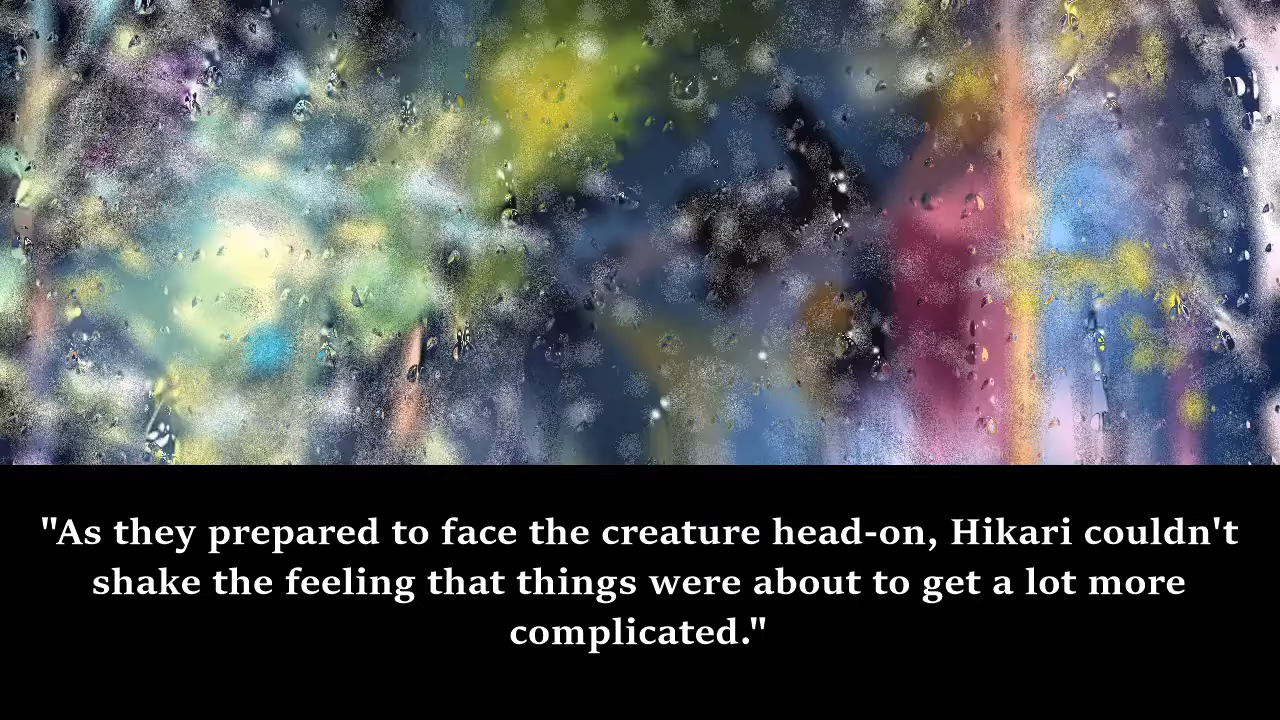 "As they prepared to face the creature head-on, Hikari couldn't
shake the feeling that things were about to get a lot more
complicated."